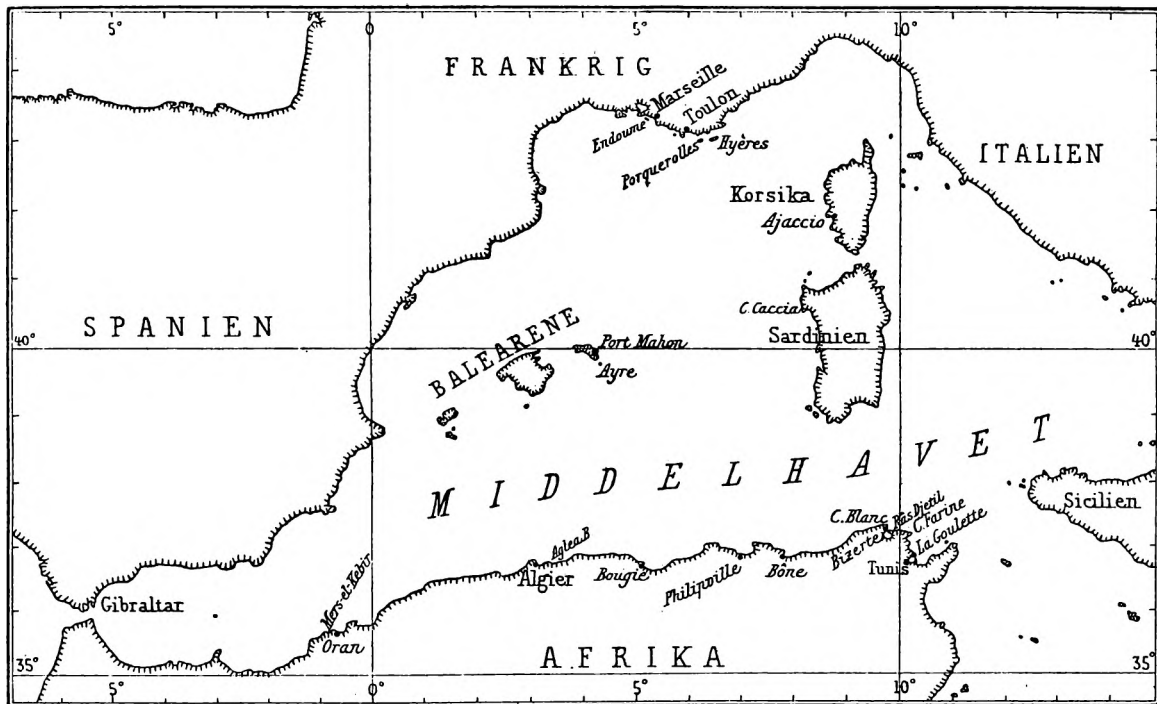 5° 0° 5° 10°
FRANKRIG
Marseille
Toulon
Endoume
Hyères
Porquerolles
ITALIEN
Korsika
Ajaccio
C. Caccia
SPANIEN
Sardinien
40° 40°
BALEARENE
Port Mahon
Ayre
MIDDELHAVET
Sicilien
C. Blanc
Ras Djetil
C. Farine
La Goulette
Bizerte
Tunis
Aglea.B
Algier
Bougie
Philipville
Bône
Gibraltar
Mers-el-Kebir
Oran
AFRIKA
35° 35°
5° 0° 5° 10°